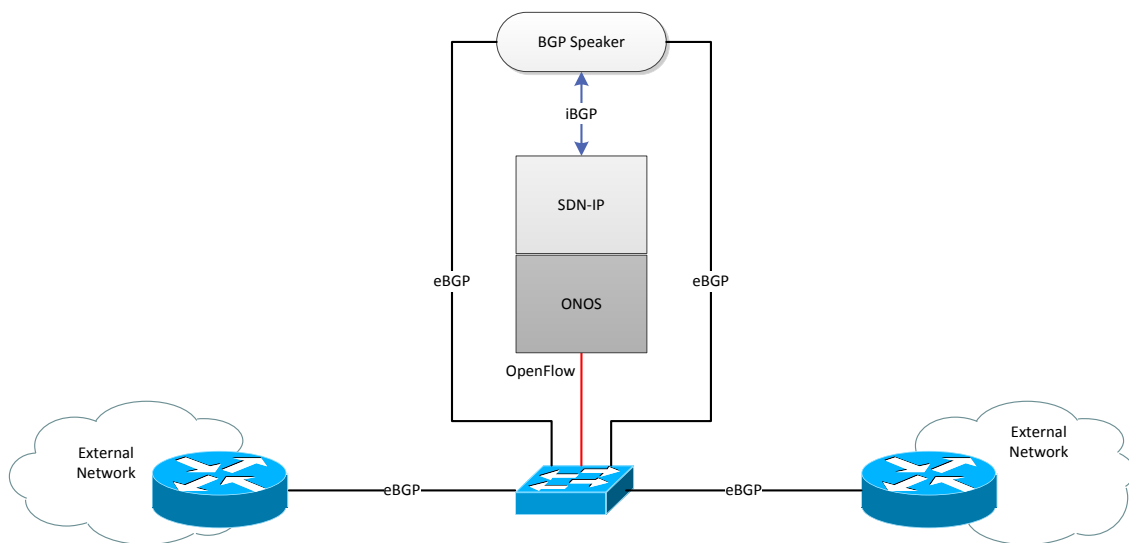 BGP Speaker
iBGP
SDN-IP
eBGP
eBGP
ONOS
OpenFlow
External
Network
External
Network
eBGP
eBGP